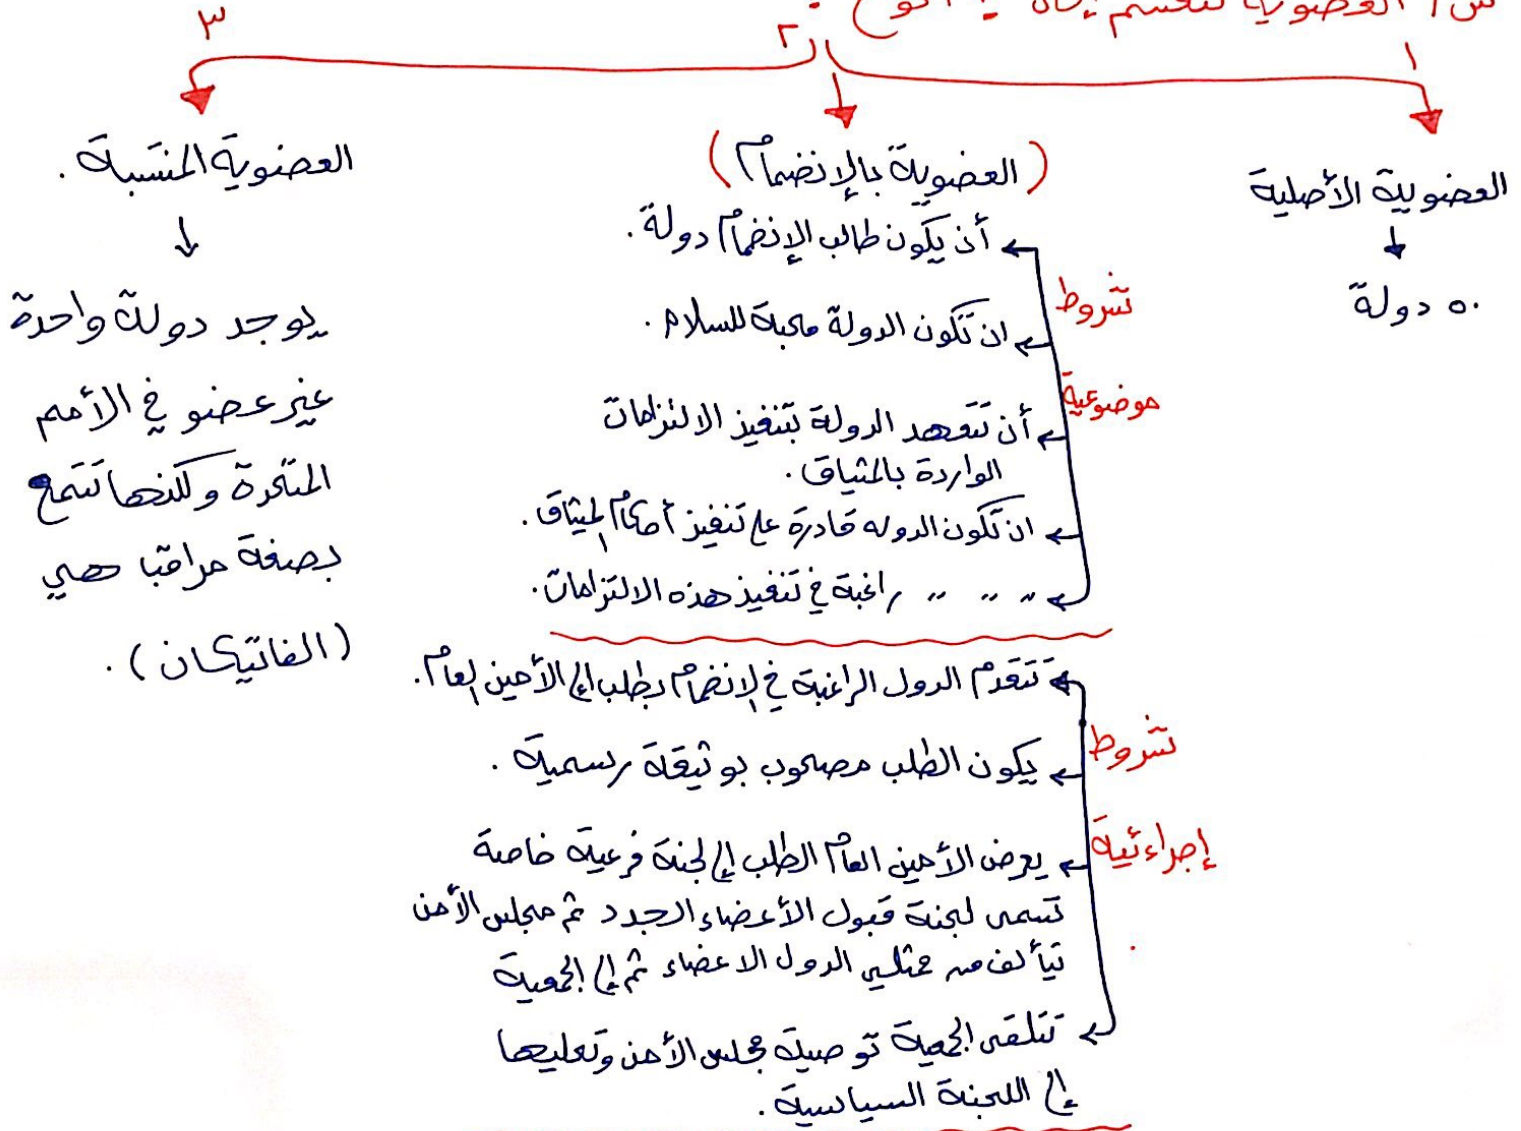 س١/ العضوية تنقسم إلى
١
٢
٣
العضوية الأصلية
٥٠ دولة
(العضوية بالإنضمام)
شروط
موضوعية
أن يكون طالب الإنضمام دولة.
ان تكون الدولة محبة للسلام.
أن تتعهد الدولة بتنفيذ الالتزامات
الواردة بالميثاق.
ان تكون الدوله قادرة على تنفيذ أحكام الميثاق.
〃 〃 〃 راغبة في تنفيذ هذه الالتزامات.
شروط
إجرائية
تتقدم الدول الراغبة في الإنضمام بطلب إلى الأمين العام.
يكون الطلب مصحوب بوثيقة رسمية.
يعرض الأمين العام الطلب إلى لجنة فرعية خاصة
تسمى لجنة قبول الأعضاء الجدد ثم مجلس الأمن
تتألف من ممثلي الدول الاعضاء ثم إلى الجمعية
تتلقى الجمعية توصية مجلس الأمن وتحليها
إلى اللجنة السياسية.
العضوية المنتسبة.
يوجد دولة واحدة
غير عضو في الأمم
المتحدة ولكنها تتمتع
بصفة مراقبا هي
(الفاتيكان).